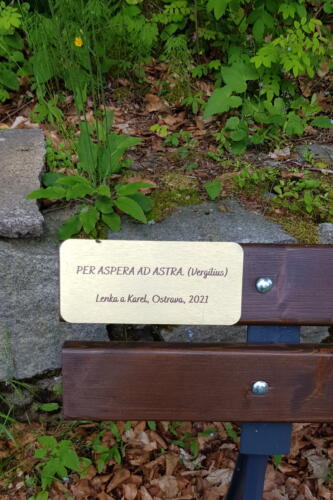 PER ASPERA AD ASTRA. (Vergilius)
Lenka a Karel, Ostrava, 2021